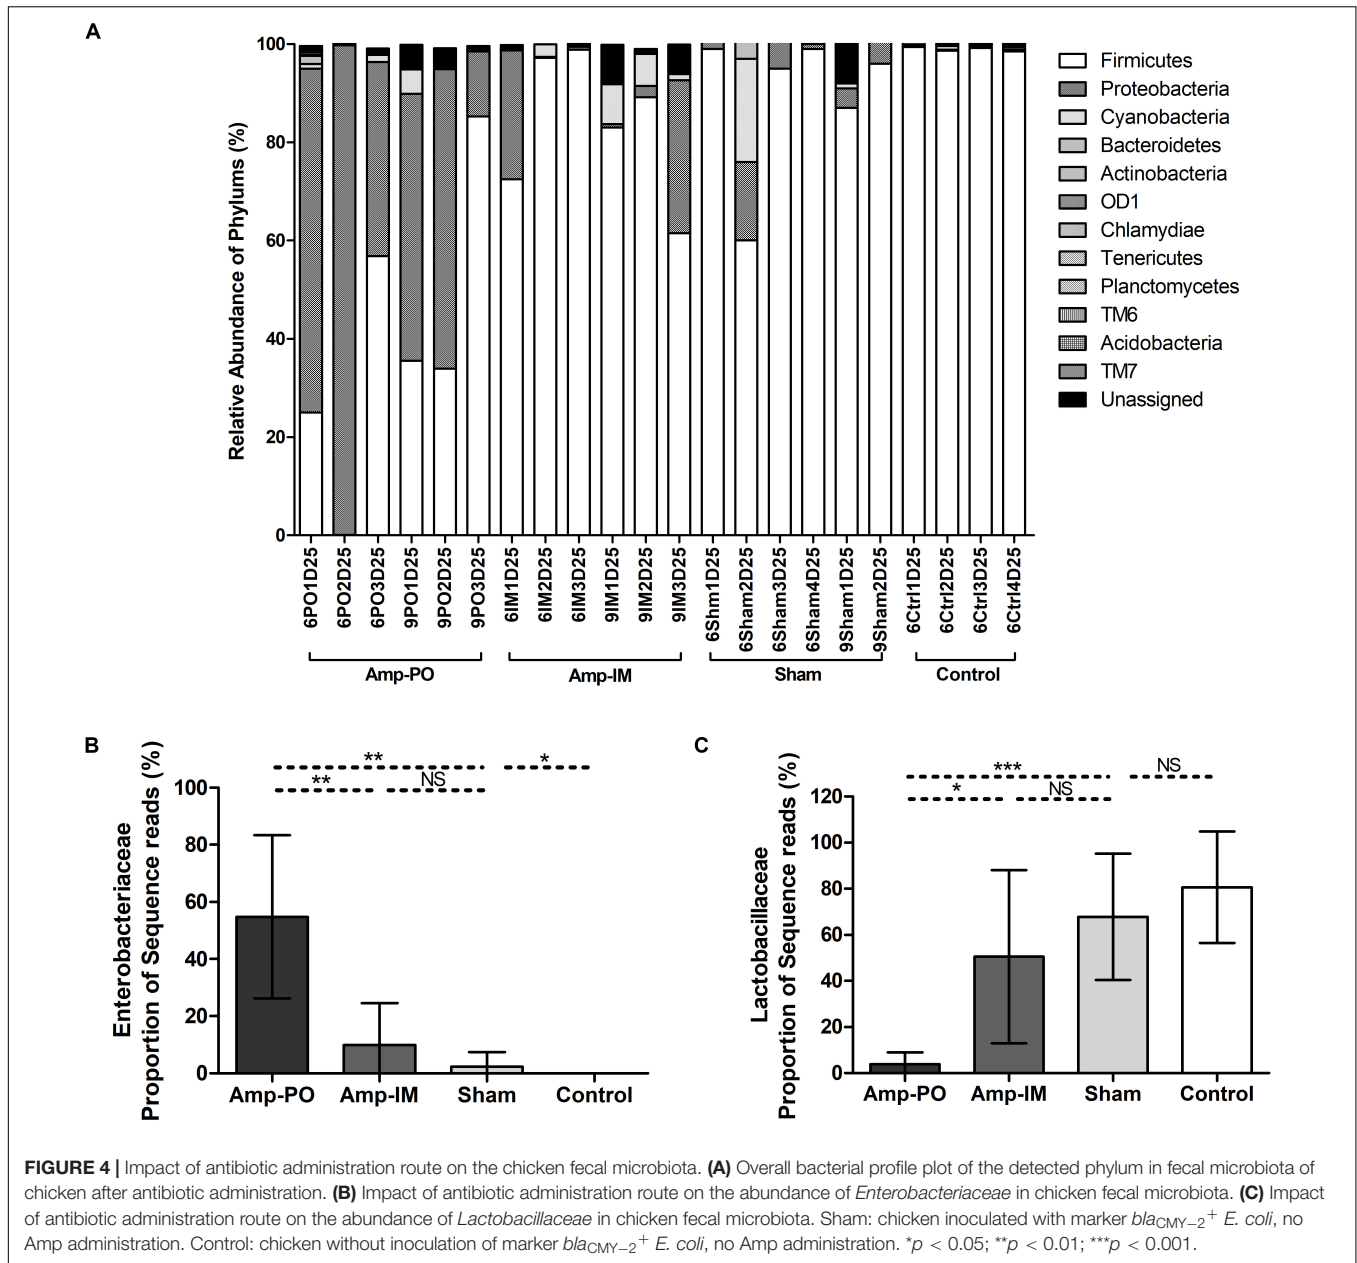 A
Relative Abundance of Phylums (%)
100
80
60
40
20
0
6PO1D25
6PO2D25
6PO3D25
9PO1D25
9PO2D25
9PO3D25
6IM1D25
6IM2D25
6IM3D25
9IM1D25
9IM2D25
9IM3D25
6Shm1D25
6Sham2D25
6Sham3D25
6Sham4D25
9Sham1D25
9Sham2D25
6Ctrl1D25
6Ctrl2D25
6Ctrl3D25
6Ctrl4D25
Amp-PO
Amp-IM
Sham
Control
Firmicutes
Proteobacteria
Cyanobacteria
Bacteroidetes
Actinobacteria
OD1
Chlamydiae
Tenericutes
Planctomycetes
TM6
Acidobacteria
TM7
Unassigned
B
Enterobacteriaceae
Proportion of Sequence reads (%)
100
80
60
40
20
0
**
*
**
NS
Amp-PO
Amp-IM
Sham
Control
C
Lactobacillaceae
Proportion of Sequence reads (%)
120
100
80
60
40
20
0
***
NS
*
NS
Amp-PO
Amp-IM
Sham
Control
FIGURE 4 | Impact of antibiotic administration route on the chicken fecal microbiota. (A) Overall bacterial profile plot of the detected phylum in fecal microbiota of
chicken after antibiotic administration. (B) Impact of antibiotic administration route on the abundance of Enterobacteriaceae in chicken fecal microbiota. (C) Impact
of antibiotic administration route on the abundance of Lactobacillaceae in chicken fecal microbiota. Sham: chicken inoculated with marker blaCMY−2+ E. coli, no
Amp administration. Control: chicken without inoculation of marker blaCMY−2+ E. coli, no Amp administration. *p < 0.05; **p < 0.01; ***p < 0.001.